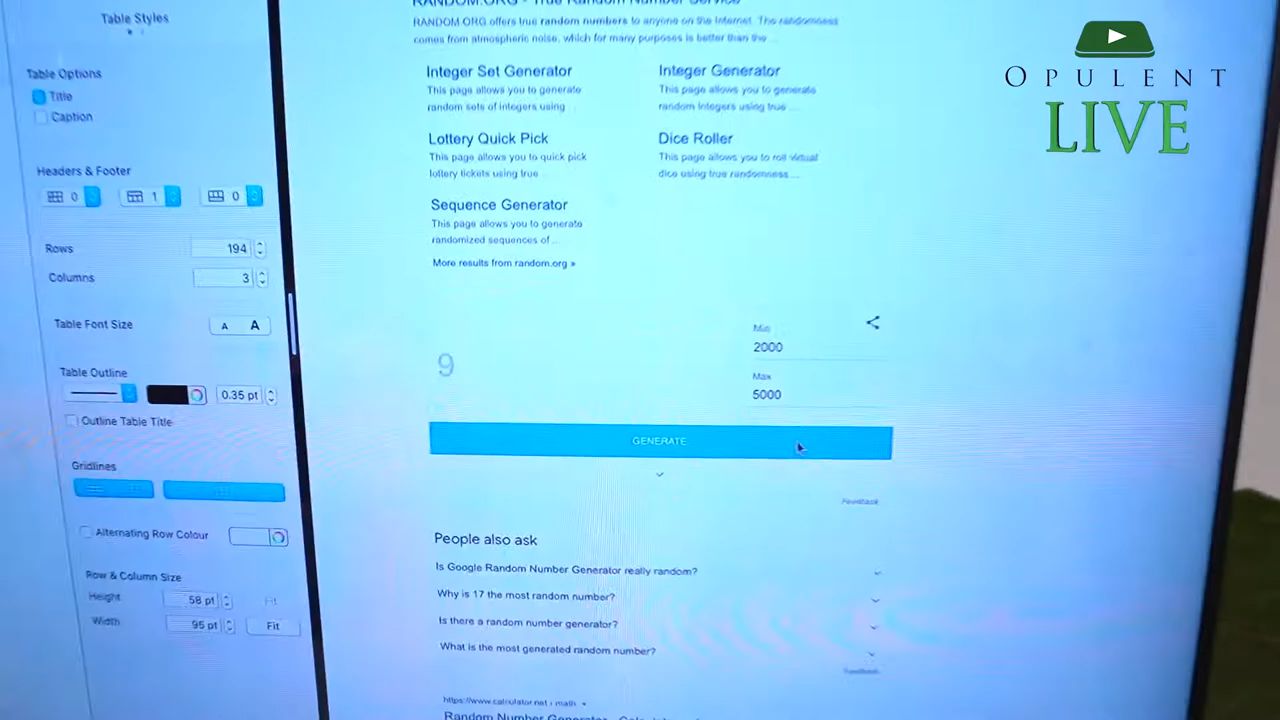 Table Styles
Table Options
Title
Caption
Headers & Footer
0
1
0
Rows
194
Columns
3
Table Font Size
A
A
Table Outline
0.35 pt
Outline Table Title
Gridlines
Alternating Row Colour
Row & Column Size
Height
58 pt
Fit
Width
95 pt
Fit
RANDOM.ORG - True Random Number Service
RANDOM.ORG offers true random numbers to anyone on the Internet. The randomness
comes from atmospheric noise, which for many purposes is better than the ...
Integer Set Generator
This page allows you to generate
random sets of integers using ...
Integer Generator
This page allows you to generate
random integers using true ...
Lottery Quick Pick
This page allows you to quick pick
lottery tickets using true ...
Dice Roller
This page allows you to roll virtual
dice using true randomness....
Sequence Generator
This page allows you to generate
randomized sequences of ...
More results from random.org »
9
Min
2000
Max
5000
GENERATE
Feedback
People also ask
Is Google Random Number Generator really random?
Why is 17 the most random number?
Is there a random number generator?
What is the most generated random number?
Feedback
https://www.calculator.net › math
Random Number Generator
OPULENT
LIVE